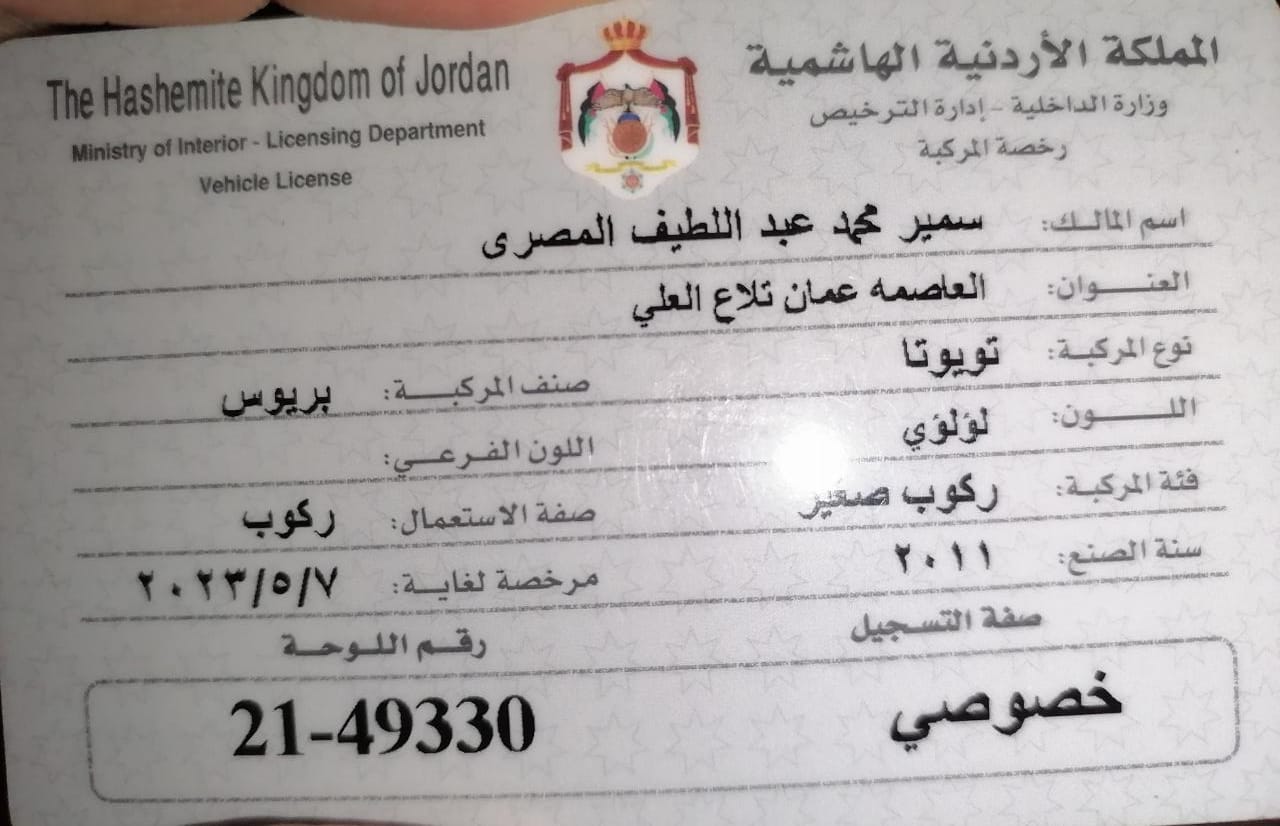 The Hashemite Kingdom of Jordan
Ministry of Interior - Licensing Department
Vehicle License
المملكة الأردنية الهاشمية
وزارة الداخلية - إدارة الترخيص
رخصة المركبة
اسم المالك: سمير محمد عبد اللطيف المصرى
العنوان: العاصمه عمان تلاع العلي
نوع المركبة: تويوتا
صنف المركبة: بريوس
اللون: لؤلؤي
اللون الفرعي:
فئة المركبة: ركوب صغير
صفة الاستعمال: ركوب
سنة الصنع: ٢٠١١
مرخصة لغاية: ٢٠٢٣/٥/٧
صفة التسجيل
رقم اللوحة
خصوصي
21-49330